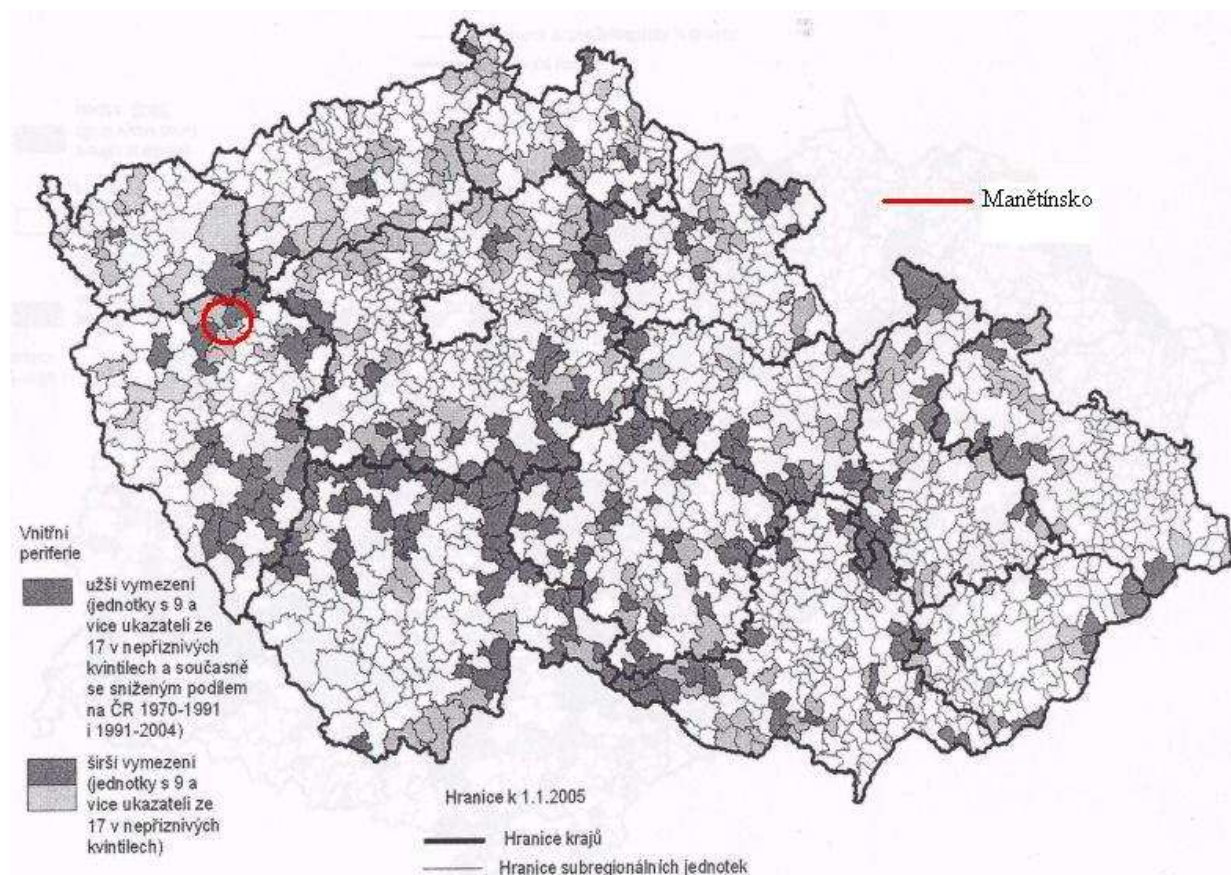 Manětínsko
Vnitřní
periferie
užší vymezení
(jednotky s 9 a
více ukazateli ze
17 v nepříznivých
kvintilech a současně
se sníženým podílem
na ČR 1970-1991
i 1991-2004)
širší vymezení
(jednotky s 9 a
více ukazateli ze
17 v nepříznivých
kvintilech)
Hranice k 1.1.2005
Hranice krajů
Hranice subregionálních jednotek